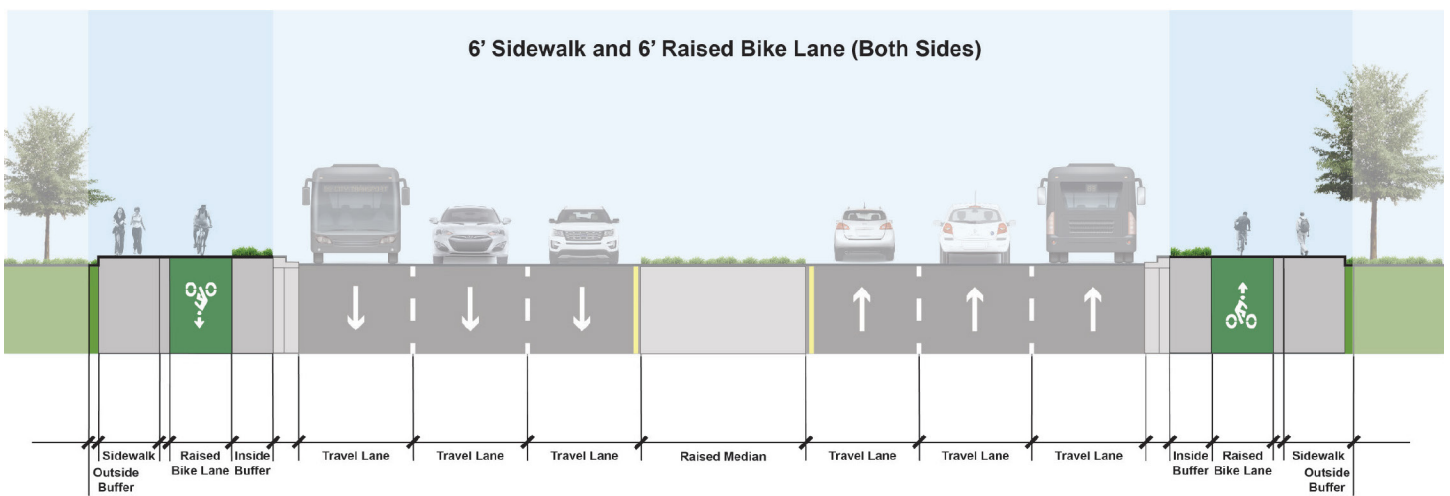 6' Sidewalk and 6' Raised Bike Lane (Both Sides)
Outside
Buffer
Sidewalk
Raised
Bike Lane
Inside
Buffer
Travel Lane
Travel Lane
Travel Lane
Raised Median
Travel Lane
Travel Lane
Travel Lane
Inside
Buffer
Raised
Bike Lane
Sidewalk
Outside
Buffer